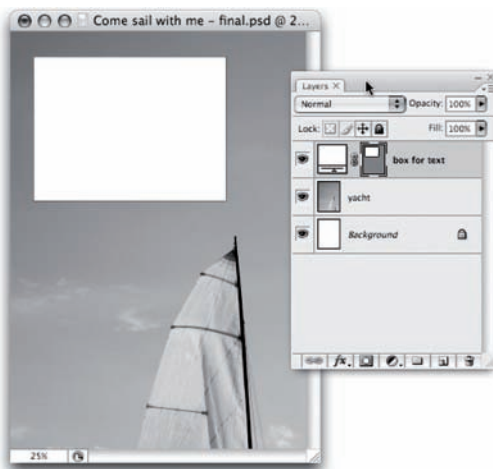 Come sail with me – final.psd @ 2...
Layers ×
Normal Opacity: 100%
Lock: Fill: 100%
box for text
yacht
Background
25%
fx.